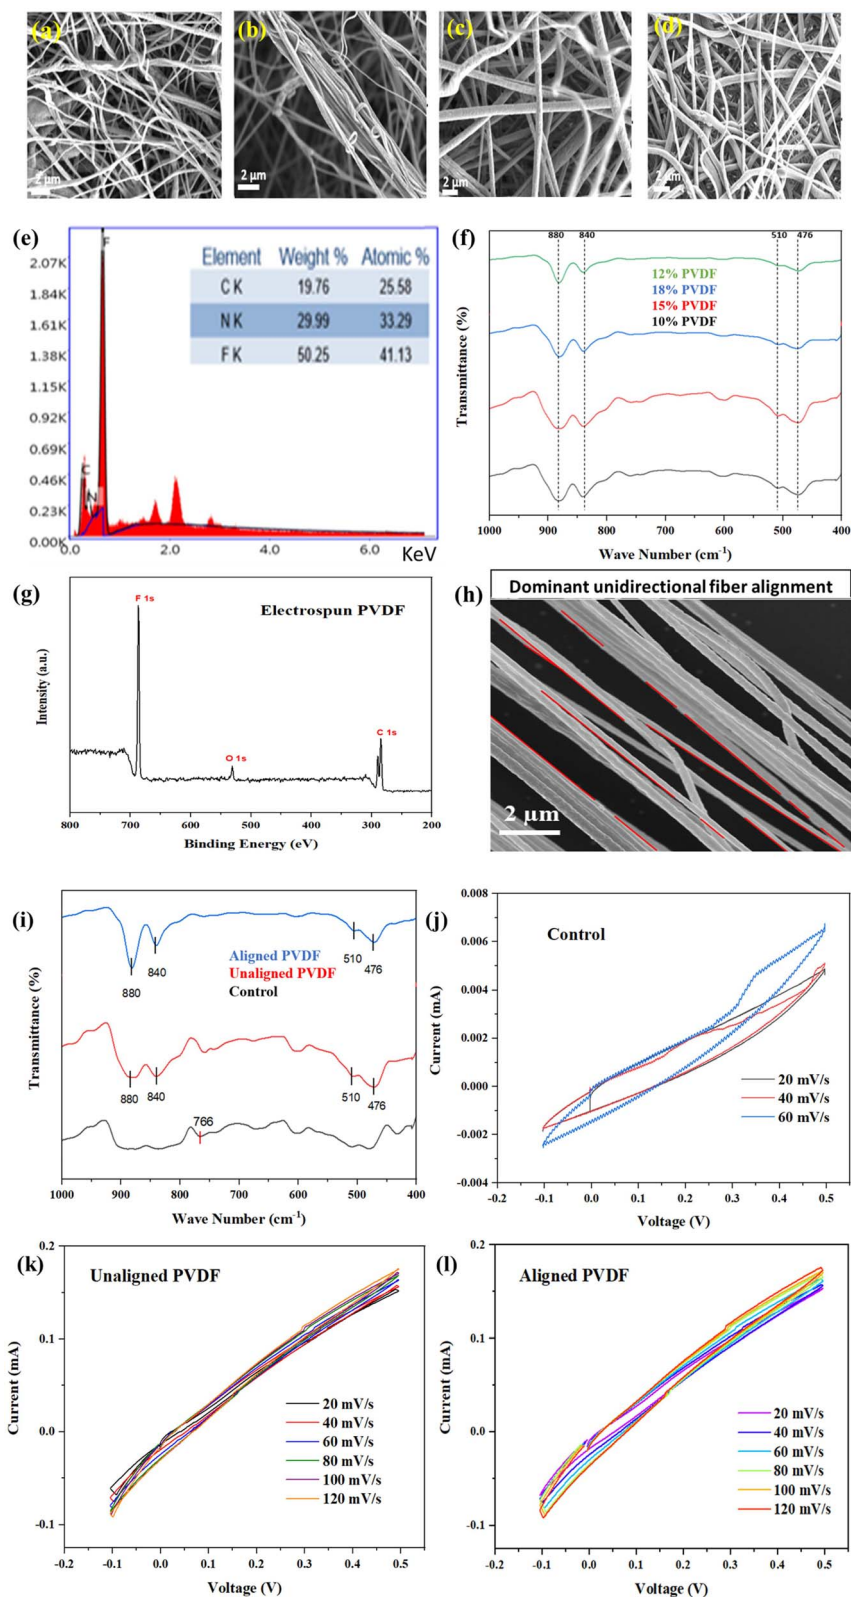 (a)
(b)
(c)
(d)
2 μm
2 μm
2 μm
2 μm
(e)
F
2.07K
1.84K
1.61K
1.38K
1.15K
0.92K
0.69K
0.46K
0.23K
0.00K
C
N
0.0
2.0
4.0
6.0
KeV
Element Weight % Atomic %
C K 19.76 25.58
N K 29.99 33.29
F K 50.25 41.13
(f)
880 840 510 476
12% PVDF
18% PVDF
15% PVDF
10% PVDF
Transmittance (%)
1000 900 800 700 600 500 400
Wave Number (cm⁻¹)
(g)
F 1s
Electrospun PVDF
O 1s
C 1s
Intensity (a.u.)
800 700 600 500 400 300 200
Binding Energy (eV)
(h)
Dominant unidirectional fiber alignment
2 μm
(i)
880 840 510 476
Aligned PVDF
Unaligned PVDF
Control
880 840 510 476
766
Transmittance (%)
1000 900 800 700 600 500 400
Wave Number (cm⁻¹)
(j)
Control
0.008
0.006
0.004
0.002
0.000
-0.002
-0.004
Current (mA)
20 mV/s
40 mV/s
60 mV/s
-0.2 -0.1 0.0 0.1 0.2 0.3 0.4 0.5
Voltage (V)
(k)
Unaligned PVDF
0.2
0.1
0.0
-0.1
Current (mA)
20 mV/s
40 mV/s
60 mV/s
80 mV/s
100 mV/s
120 mV/s
-0.2 -0.1 0.0 0.1 0.2 0.3 0.4 0.5
Voltage (V)
(l)
Aligned PVDF
0.2
0.1
0.0
-0.1
Current (mA)
20 mV/s
40 mV/s
60 mV/s
80 mV/s
100 mV/s
120 mV/s
-0.2 -0.1 0.0 0.1 0.2 0.3 0.4 0.5
Voltage (V)